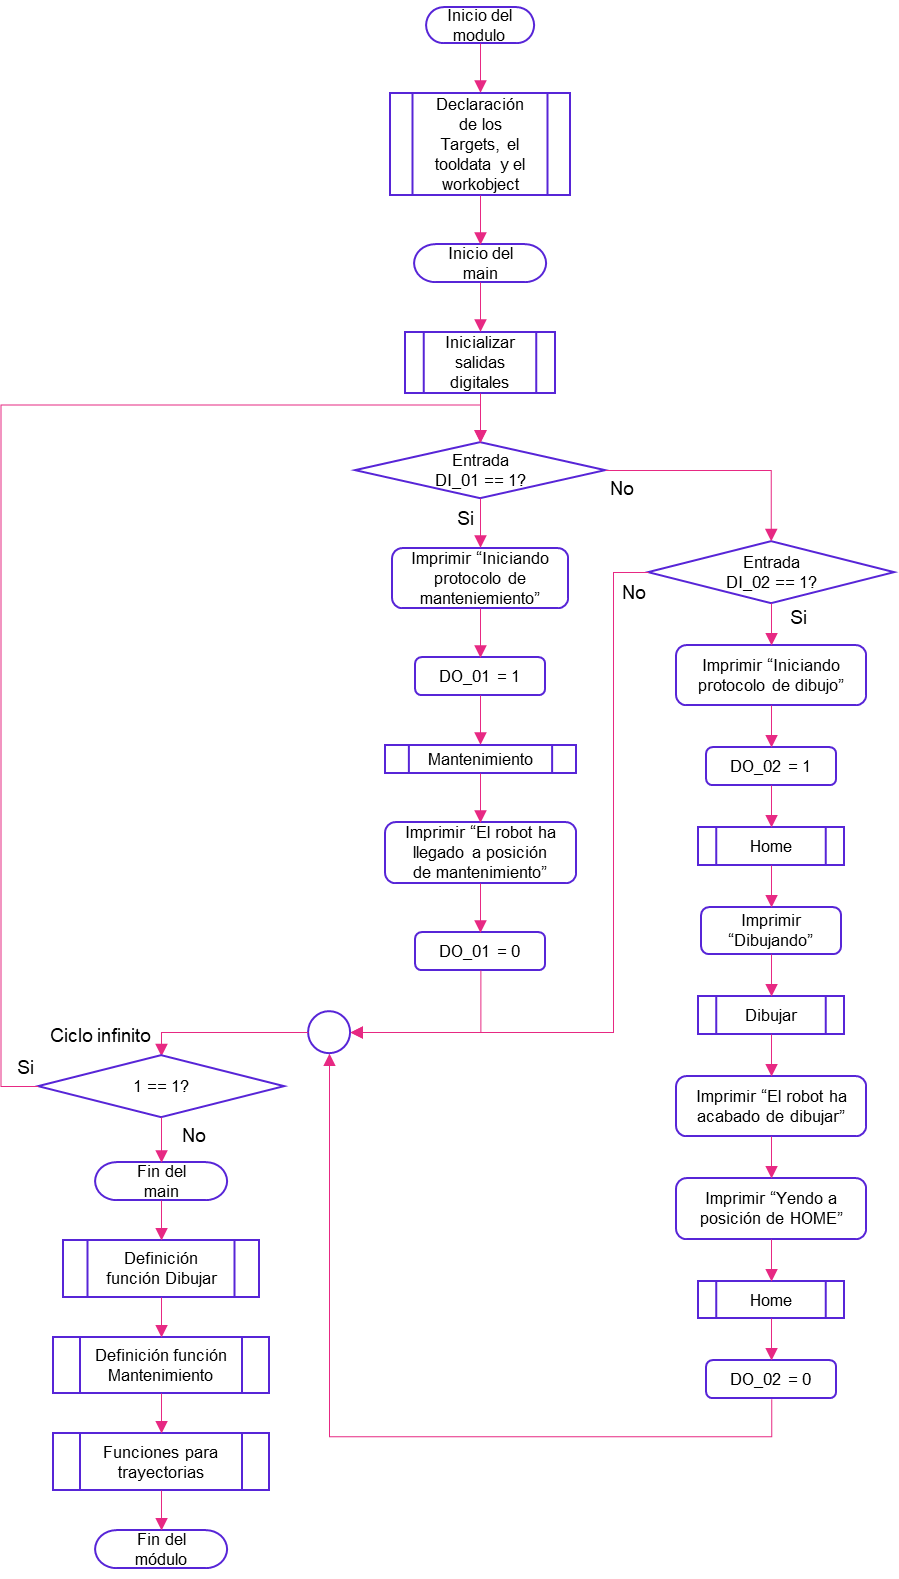 Inicio del
modulo
Declaración
de los
Targets, el
tooldata y el
workobject
Inicio del
main
Inicializar
salidas
digitales
Entrada
DI_01 == 1?
Si
No
Imprimir “Iniciando
protocolo de
manteniemiento”
DO_01 = 1
Mantenimiento
Imprimir “El robot ha
llegado a posición
de mantenimiento”
DO_01 = 0
Entrada
DI_02 == 1?
No
Si
Imprimir “Iniciando
protocolo de dibujo”
DO_02 = 1
Home
Imprimir
“Dibujando”
Dibujar
Imprimir “El robot ha
acabado de dibujar”
Imprimir “Yendo a
posición de HOME”
Home
DO_02 = 0
Ciclo infinito
Si
1 == 1?
No
Fin del
main
Definición
función Dibujar
Definición función
Mantenimiento
Funciones para
trayectorias
Fin del
módulo